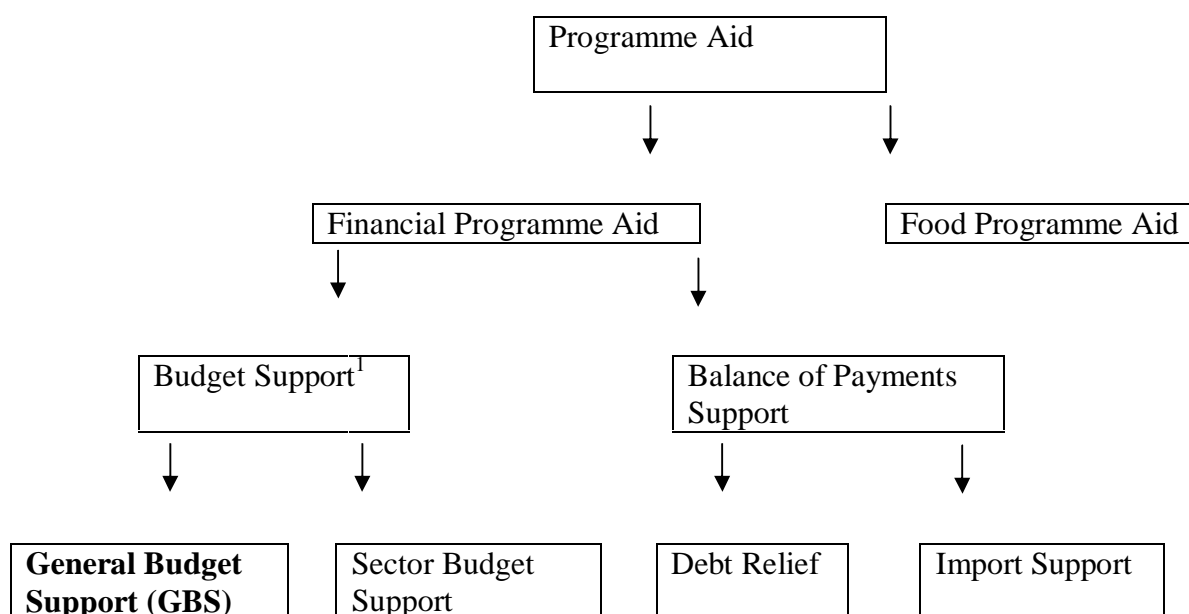 Programme Aid
Financial Programme Aid
Food Programme Aid
Budget Support1
Balance of Payments
Support
General Budget
Support (GBS)
Sector Budget
Support
Debt Relief
Import Support